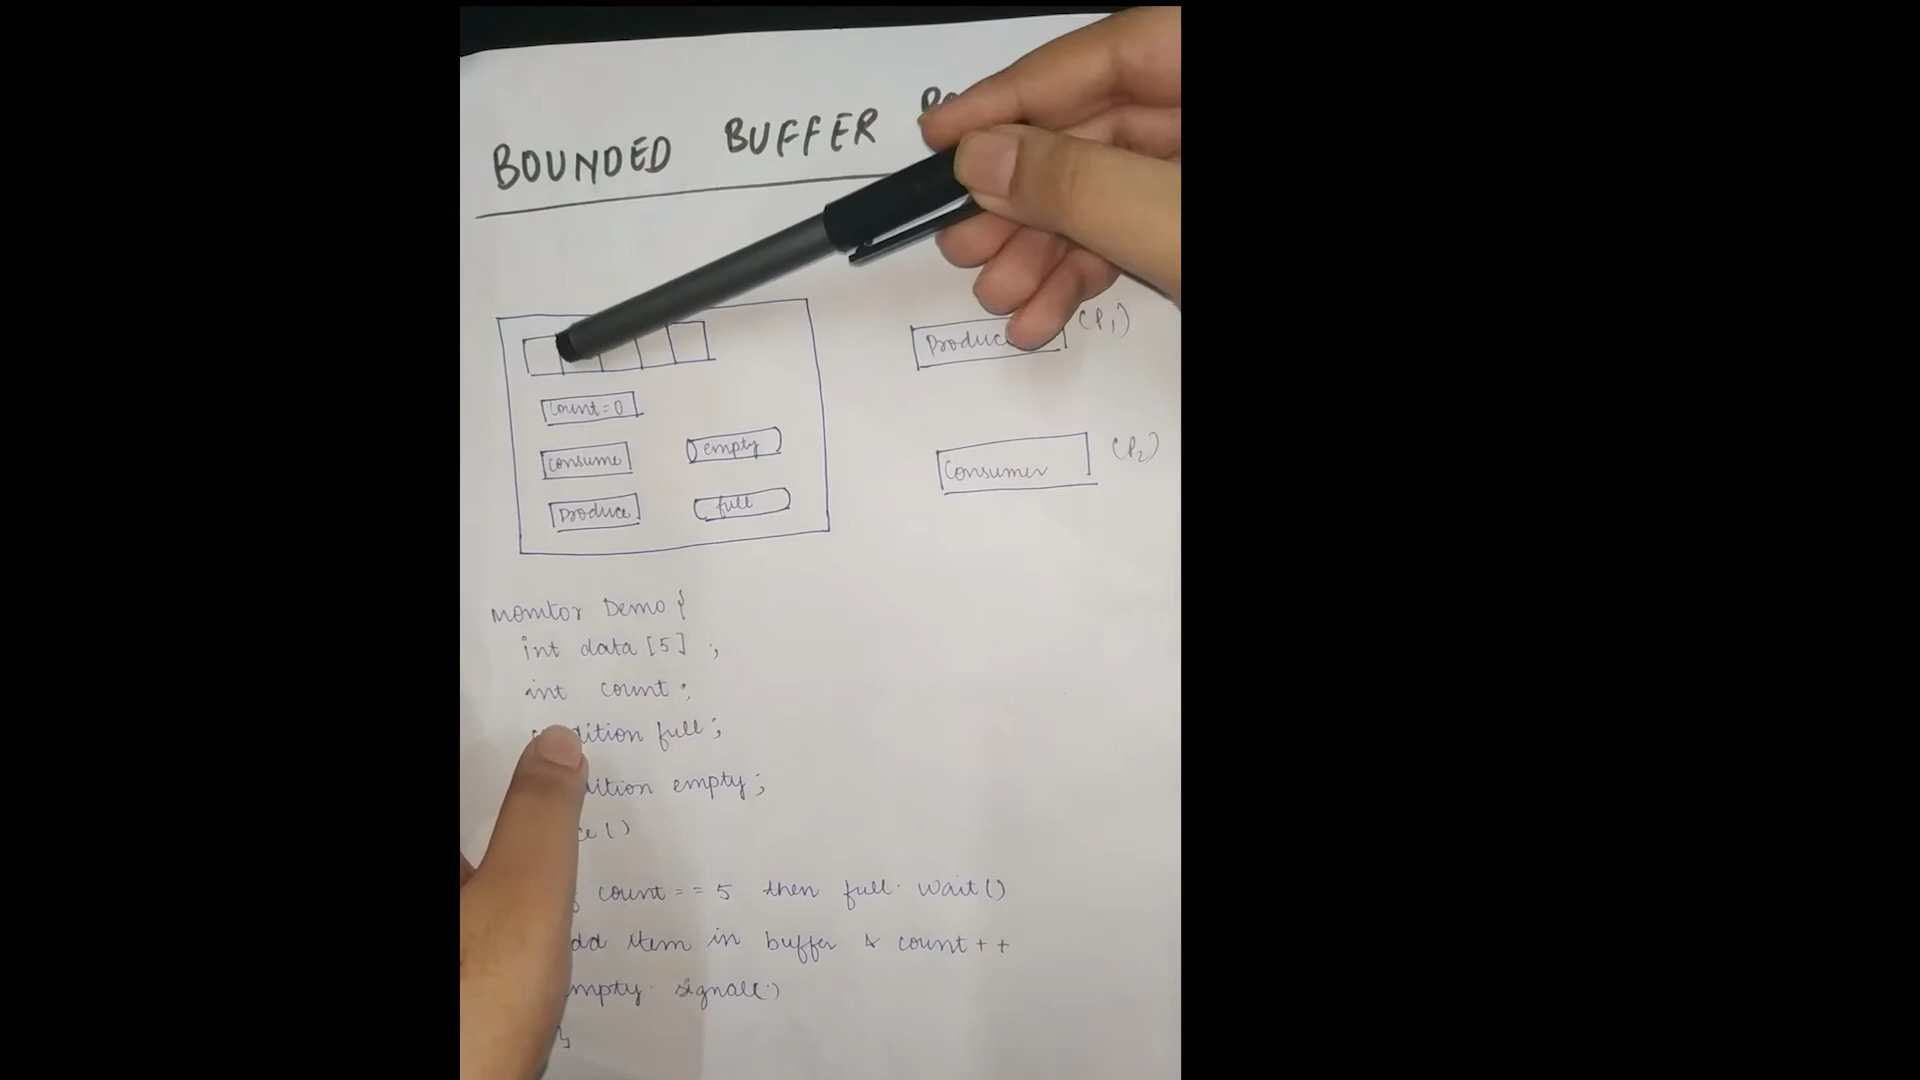 BOUNDED BUFFER
count=0
consume
empty
Produce
full
(P1)
Consumer
(P2)
monitor Demo {
int data [5] ;
int count ;
full ;
empty ;
count == 5 then full. wait()
item in buffer & count ++
signal()
}